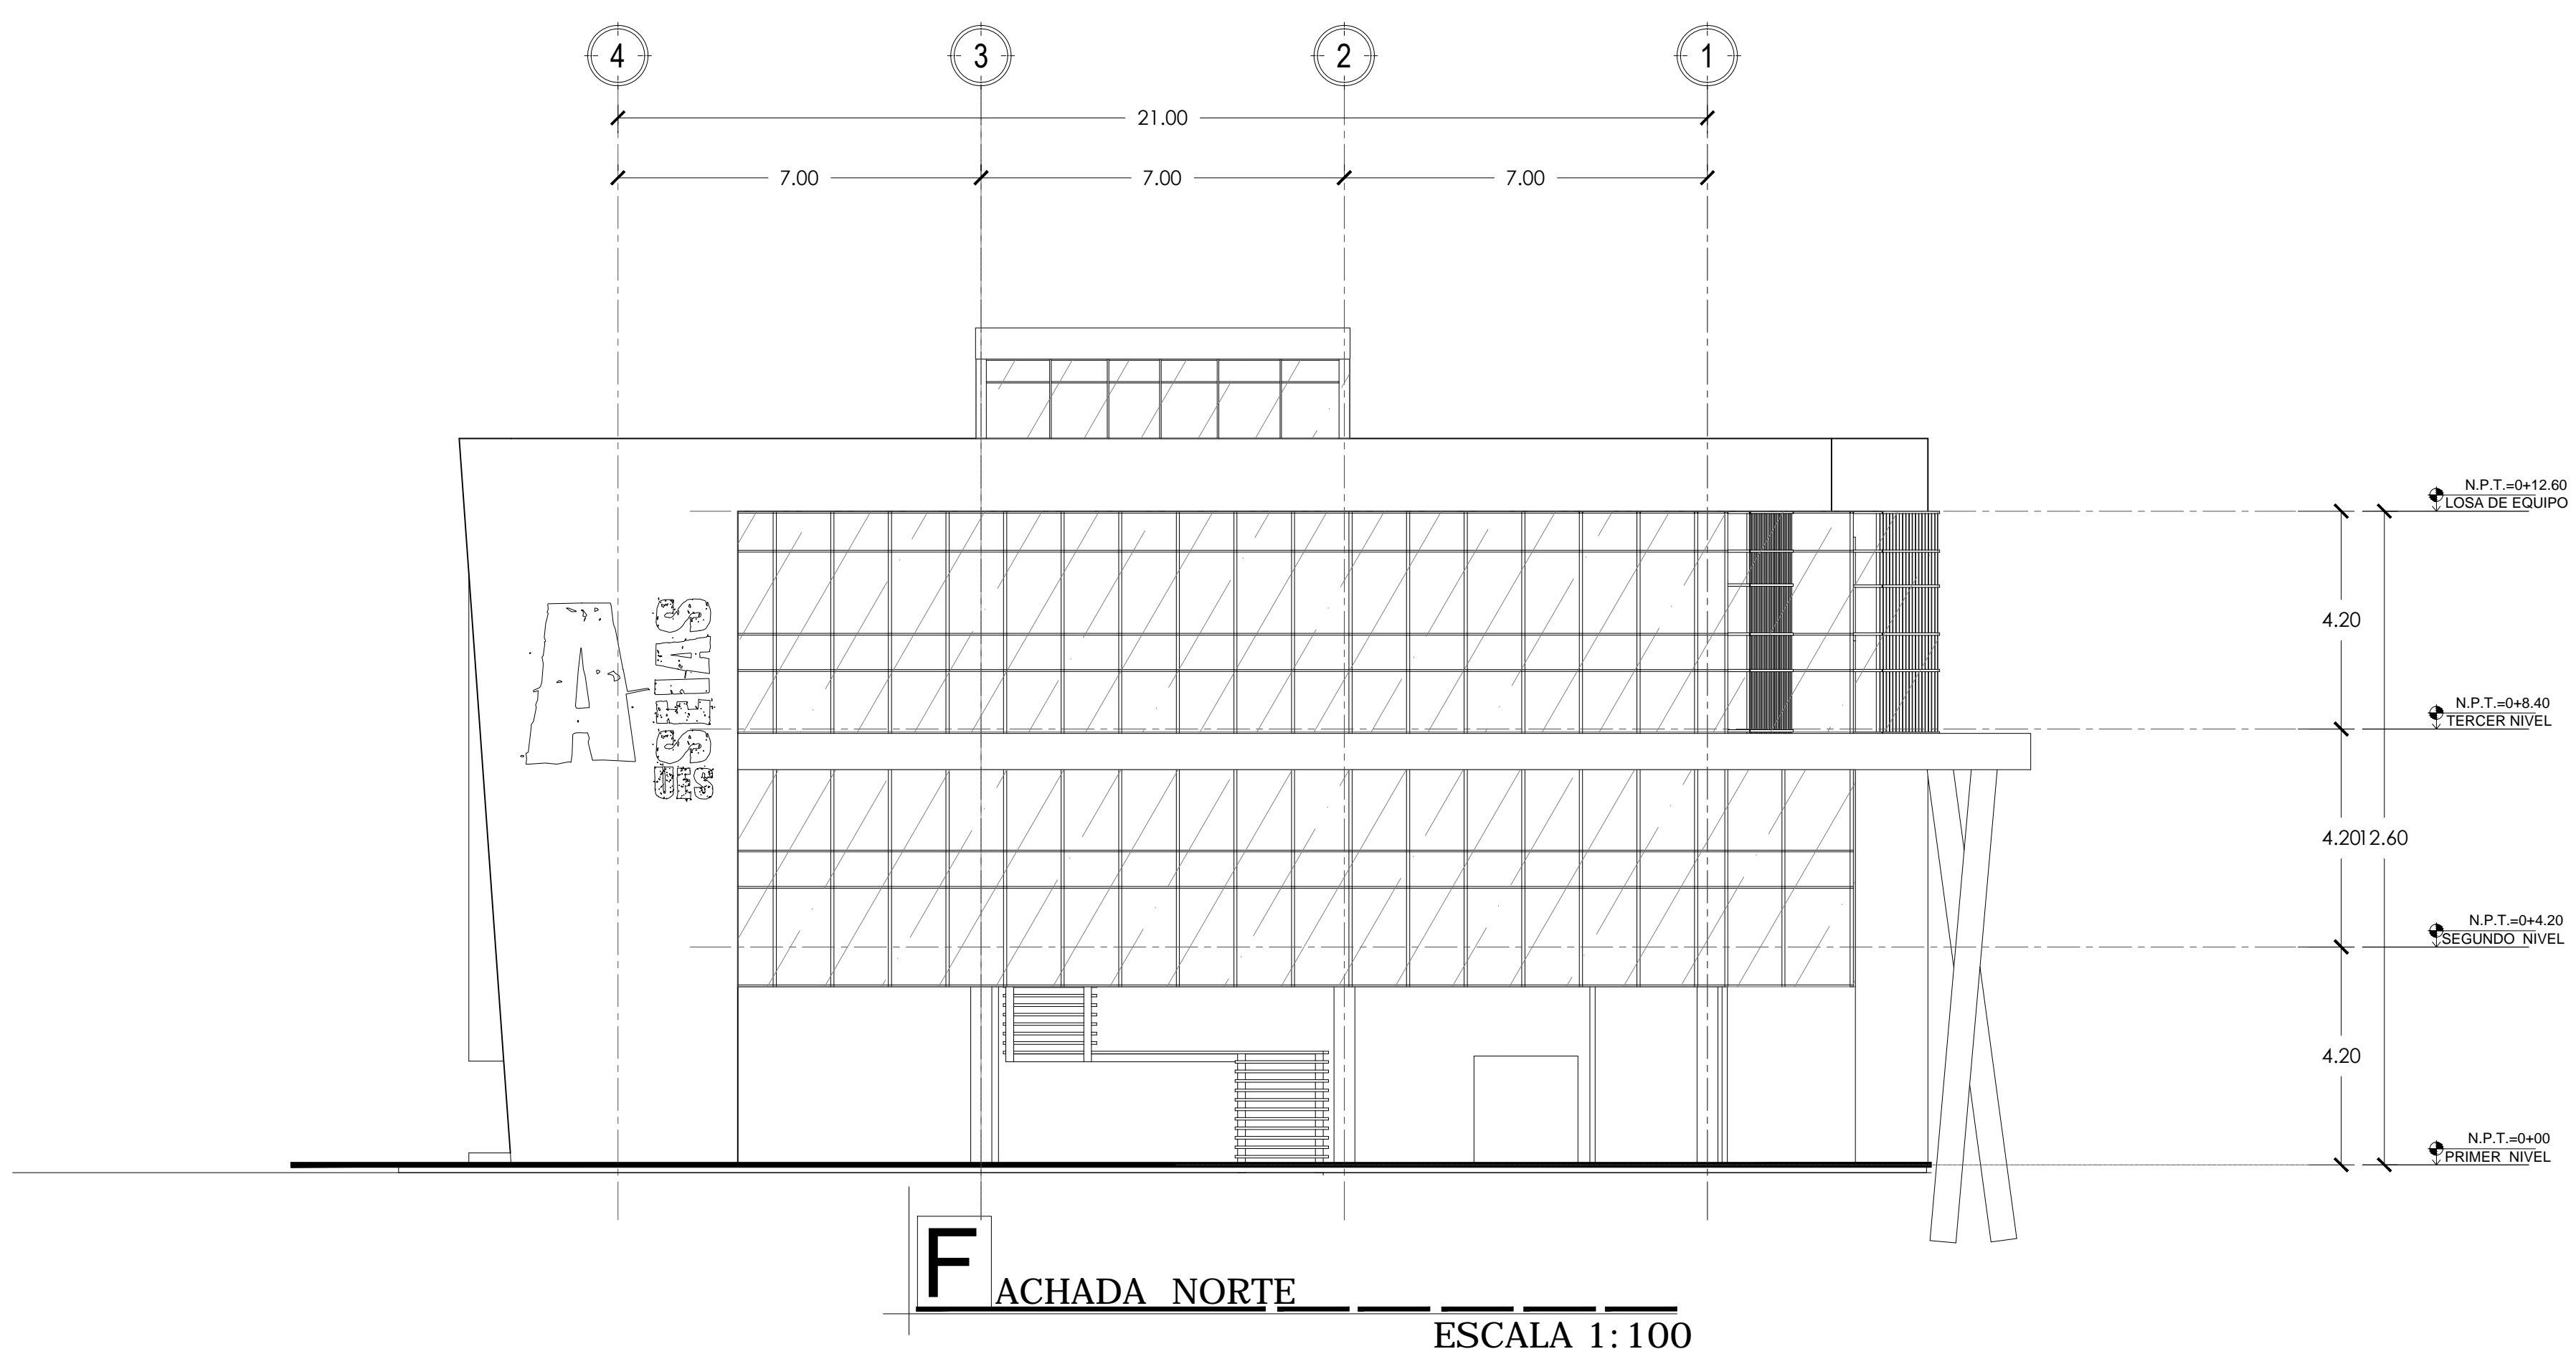 4 3 2 1
21.00
7.00 7.00 7.00
N.P.T.=0+12.60
LOSA DE EQUIPO
A
UES
4.20
N.P.T.=0+8.40
TERCER NIVEL
4.20 12.60
N.P.T.=0+4.20
SEGUNDO NIVEL
4.20
N.P.T.=0+00
PRIMER NIVEL
FACHADA NORTE
ESCALA 1:100